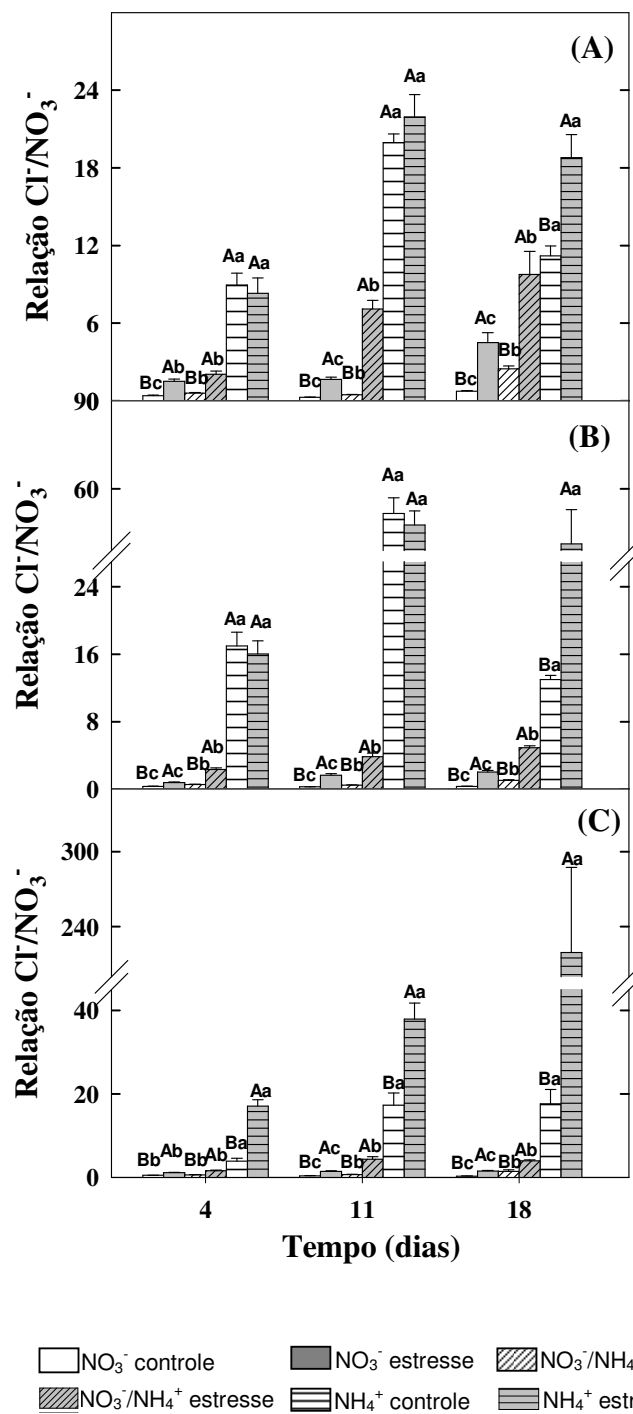 (A)
Relação Cl⁻/NO₃⁻
24
18
12
6
90
Bc Ab Bb Ab Aa Aa
Bc Ac Bb Ab Aa Aa
Bc Ac Bb Ab Ba Aa
(B)
Relação Cl⁻/NO₃⁻
60
24
16
8
0
Bc Ac Bb Ab Aa Aa
Bc Ac Bb Ab Aa Aa
Bc Ac Bb Ab Ba Aa
(C)
Relação Cl⁻/NO₃⁻
300
240
40
20
0
Bb Ab Bb Ab Ba Aa
Bc Ac Bb Ab Ba Aa
Bc Ac Bb Ab Ba Aa
4 11 18
Tempo (dias)
NO₃⁻ controle NO₃⁻ estresse NO₃⁻/NH₄
NO₃⁻/NH₄⁺ estresse NH₄⁺ controle NH₄⁺ estr